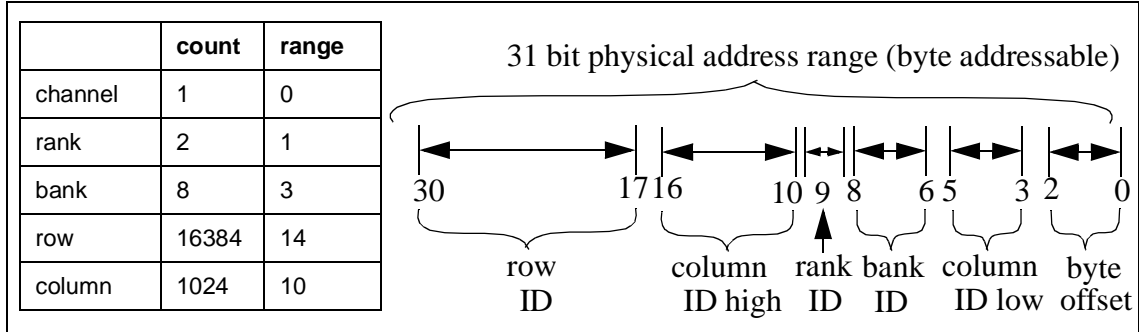 count range
channel 1 0
rank 2 1
bank 8 3
row 16384 14
column 1024 10
31 bit physical address range (byte addressable)
30 17 16 10 9 8 6 5 3 2 0
row column rank bank column byte
ID ID high ID ID ID low offset